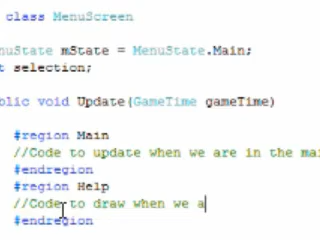 class MenuScreen
MenuState mState = MenuState.Main;
selection;
void Update(GameTime gameTime)
#region Main
//Code to update when we are in the mai
#endregion
#region Help
//Code to draw when we a
#endregion